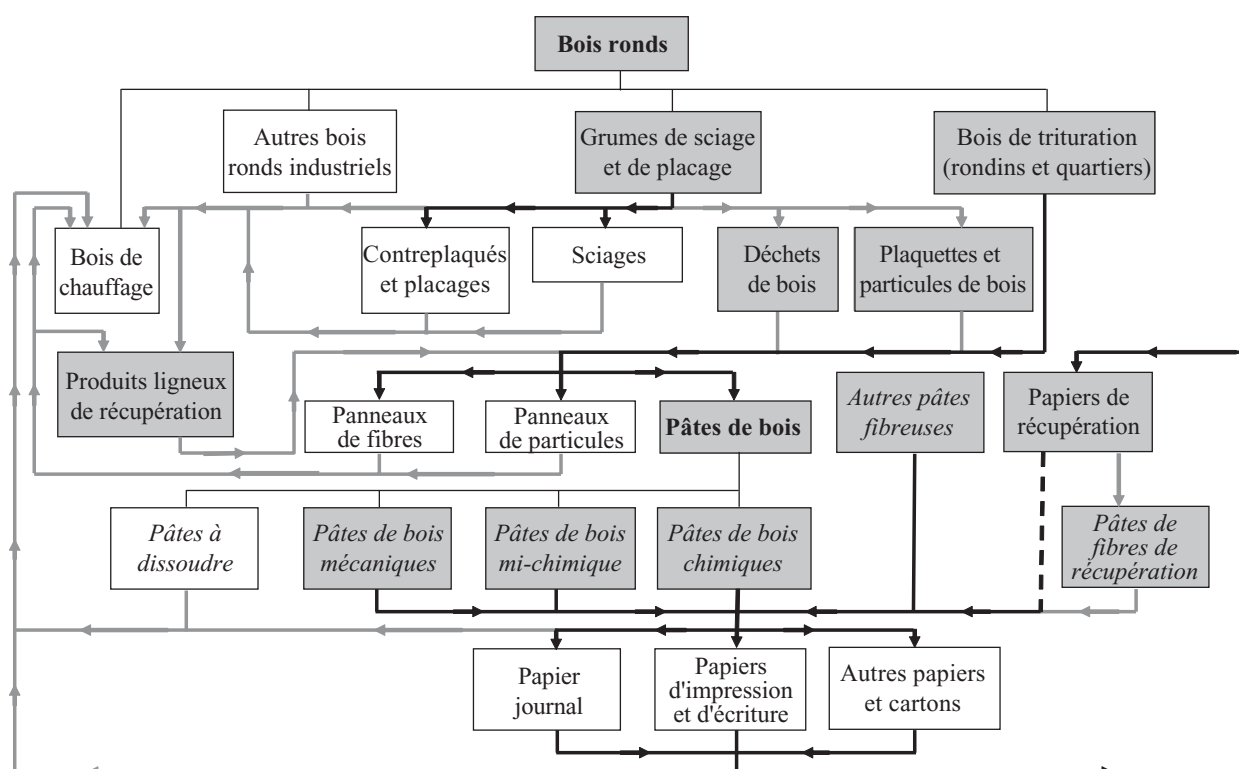 Bois ronds
Autres bois
ronds industriels
Grumes de sciage
et de placage
Bois de trituration
(rondins et quartiers)
Bois de
chauffage
Contreplaqués
et placages
Sciages
Déchets
de bois
Plaquettes et
particules de bois
Produits ligneux
de récupération
Panneaux
de fibres
Panneaux
de particules
Pâtes de bois
Autres pâtes
fibreuses
Papiers de
récupération
Pâtes à
dissoudre
Pâtes de bois
mécaniques
Pâtes de bois
mi-chimique
Pâtes de bois
chimiques
Pâtes de
fibres de
récupération
Papier
journal
Papiers
d'impression
et d'écriture
Autres papiers
et cartons